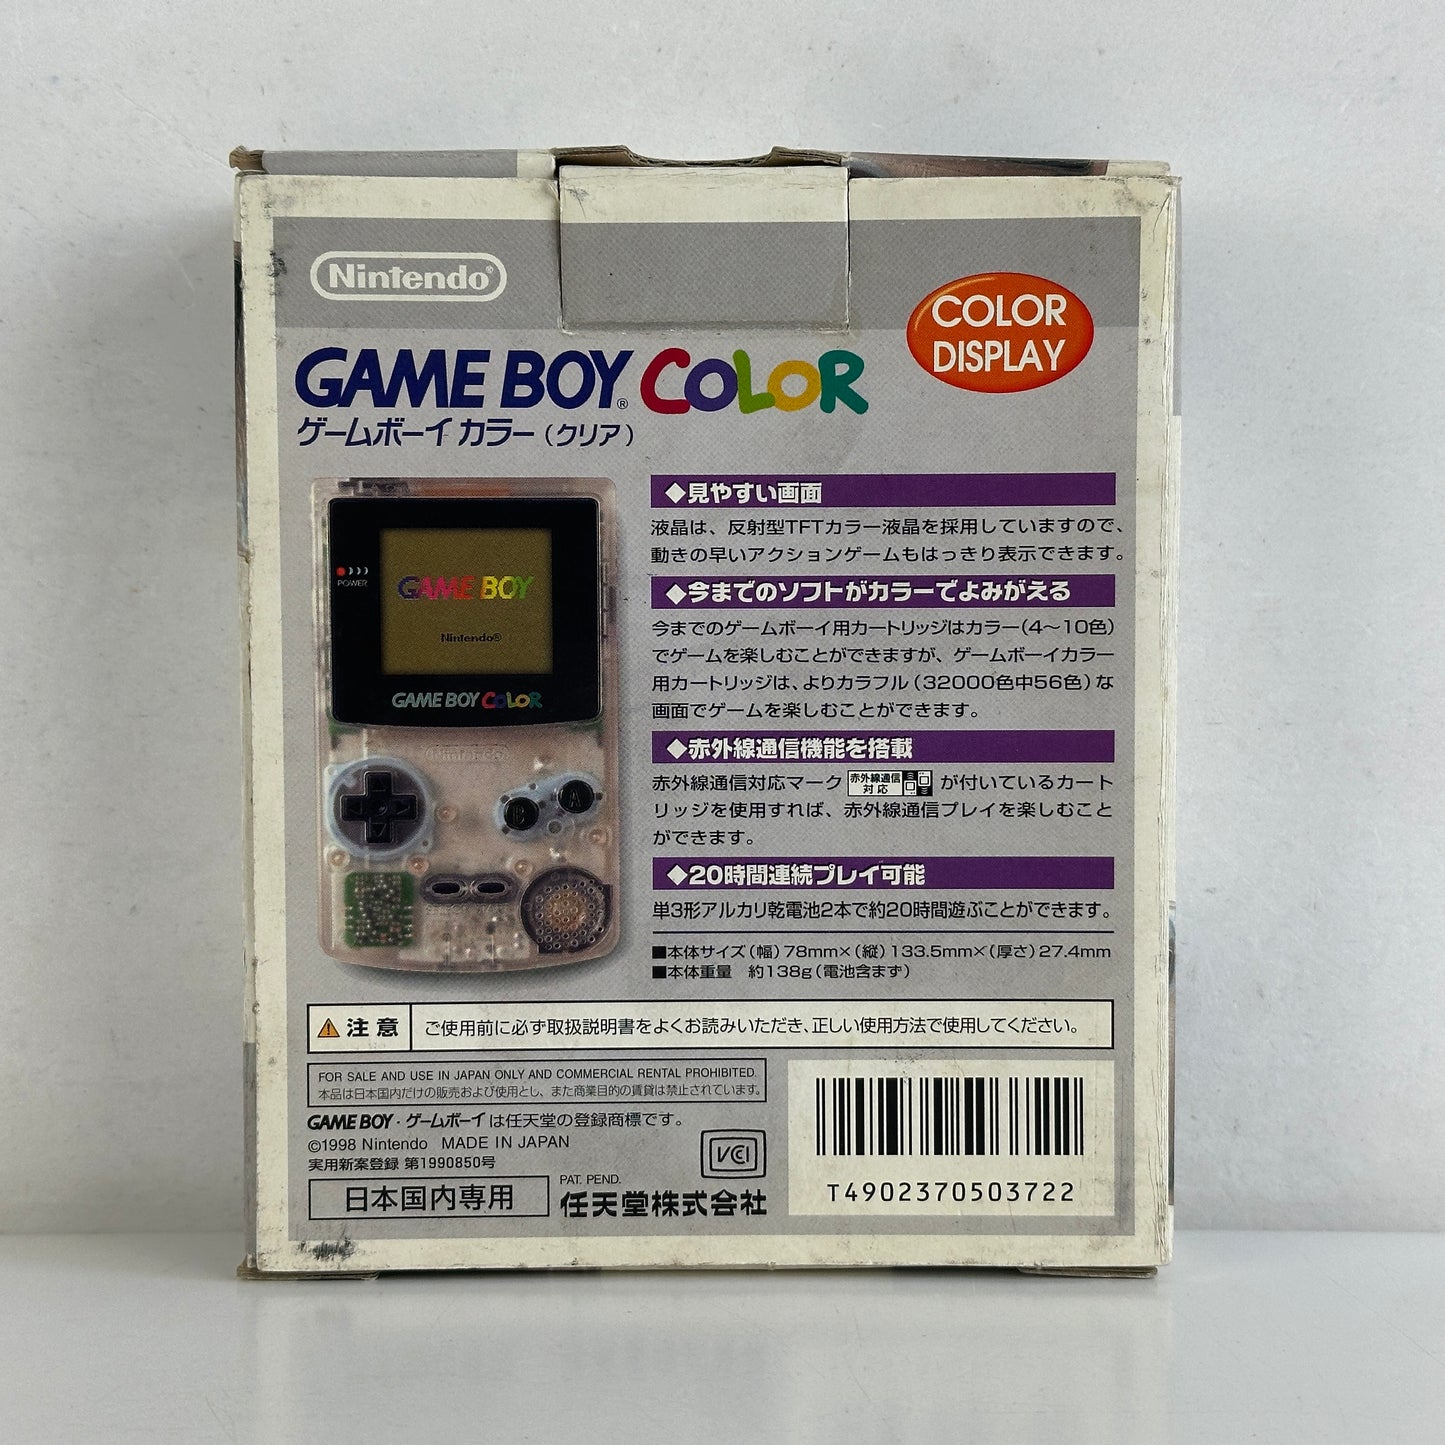 Nintendo®
COLOR
DISPLAY
GAME BOY® COLOR
ゲームボーイ カラー(クリア)
POWER
GAME BOY
Nintendo®
GAME BOY COLOR
Nintendo
B
A
◆見やすい画面
液晶は、反射型TFTカラー液晶を採用していますので、
動きの早いアクションゲームもはっきり表示できます。
◆今までのソフトがカラーでよみがえる
今までのゲームボーイ用カートリッジはカラー(4〜10色)
でゲームを楽しむことができますが、ゲームボーイカラー
用カートリッジは、よりカラフル(32000色中56色)な
画面でゲームを楽しむことができます。
◆赤外線通信機能を搭載
赤外線通信対応マーク 赤外線通信対応 が付いているカート
リッジを使用すれば、赤外線通信プレイを楽しむこと
ができます。
◆20時間連続プレイ可能
単3形アルカリ乾電池2本で約20時間遊ぶことができます。
■本体サイズ(幅)78mm×(縦)133.5mm×(厚さ)27.4mm
■本体重量 約138g(電池含まず)
注意 ご使用前に必ず取扱説明書をよくお読みいただき、正しい使用方法で使用してください。
FOR SALE AND USE IN JAPAN ONLY AND COMMERCIAL RENTAL PROHIBITED.
本品は日本国内だけの販売および使用とし、また商業目的の賃貸は禁止されています。
GAME BOY・ゲームボーイは任天堂の登録商標です。
©1998 Nintendo MADE IN JAPAN
実用新案登録 第1990850号
VCI
日本国内専用
PAT. PEND.
任天堂株式会社
T4902370503722